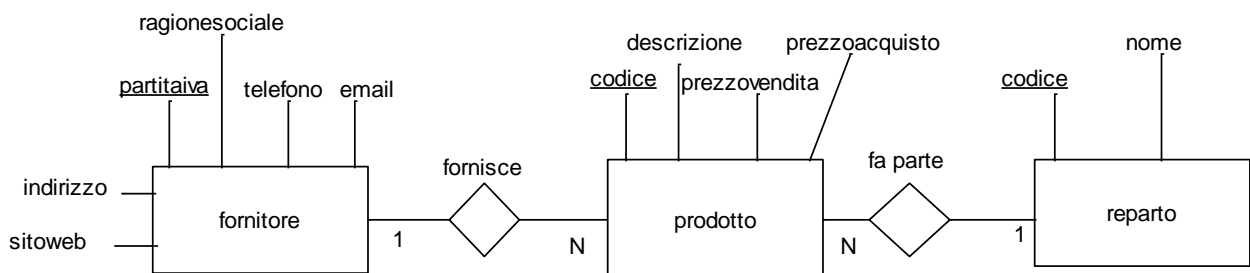 ragionesociale
partitaiva
telefono
email
indirizzo
sitoweb
fornitore
1
fornisce
N
descrizione
prezzoacquisto
codice
prezzovendita
prodotto
N
fa parte
1
nome
codice
reparto